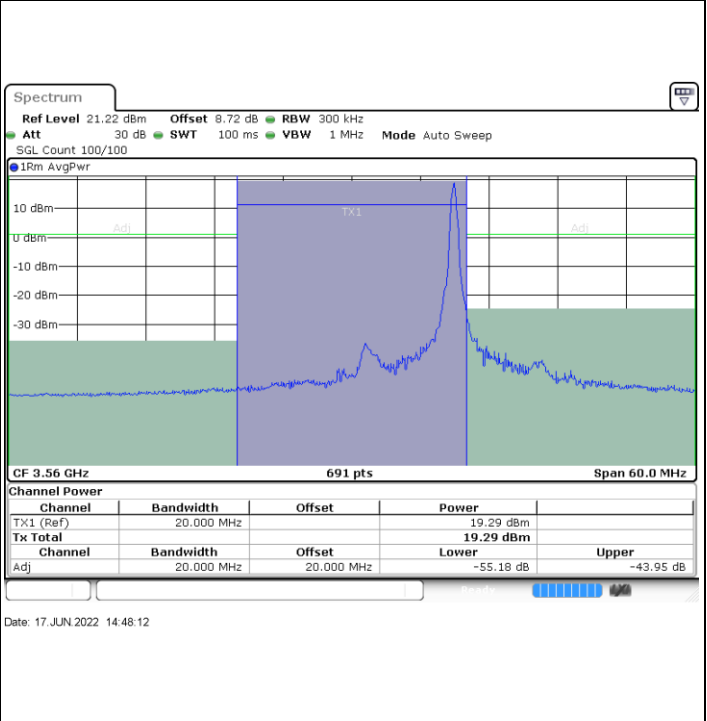 Spectrum
Ref Level 21.22 dBm Offset 8.72 dB RBW 300 kHz
Att 30 dB SWT 100 ms VBW 1 MHz Mode Auto Sweep
SGL Count 100/100
1Rm AvgPwr
10 dBm
TX1
Adj Adj
0 dBm
-10 dBm
-20 dBm
-30 dBm
CF 3.56 GHz 691 pts Span 60.0 MHz
Channel Power
Channel Bandwidth Offset Power
TX1 (Ref) 20.000 MHz 19.29 dBm
Tx Total 19.29 dBm
Channel Bandwidth Offset Lower Upper
Adj 20.000 MHz 20.000 MHz -55.18 dB -43.95 dB
Ready
Date: 17.JUN.2022 14:48:12